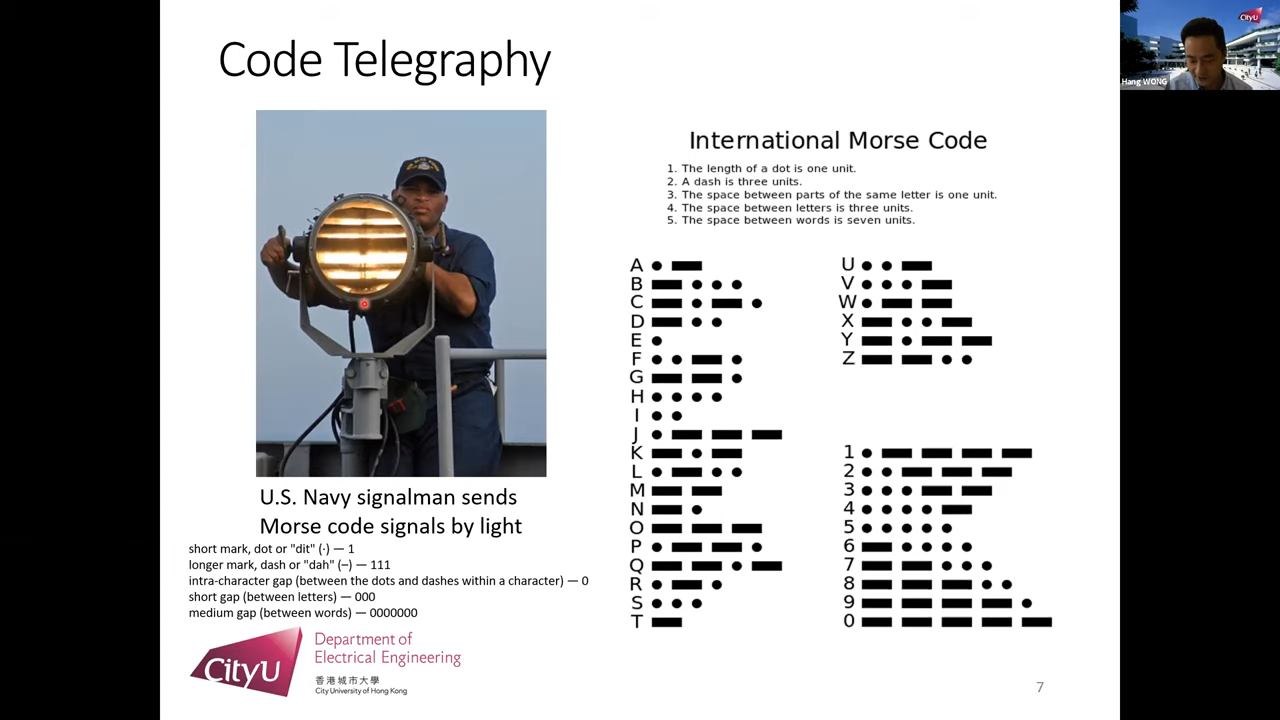 Code Telegraphy
U.S. Navy signalman sends
Morse code signals by light
short mark, dot or "dit" (·) — 1
longer mark, dash or "dah" (–) — 111
intra-character gap (between the dots and dashes within a character) — 0
short gap (between letters) — 000
medium gap (between words) — 0000000
CityU
Department of
Electrical Engineering
香港城市大學
City University of Hong Kong
International Morse Code
1. The length of a dot is one unit.
2. A dash is three units.
3. The space between parts of the same letter is one unit.
4. The space between letters is three units.
5. The space between words is seven units.
A
B
C
D
E
F
G
H
I
J
K
L
M
N
O
P
Q
R
S
T
U
V
W
X
Y
Z
1
2
3
4
5
6
7
8
9
0
7
CityU
Hang WONG